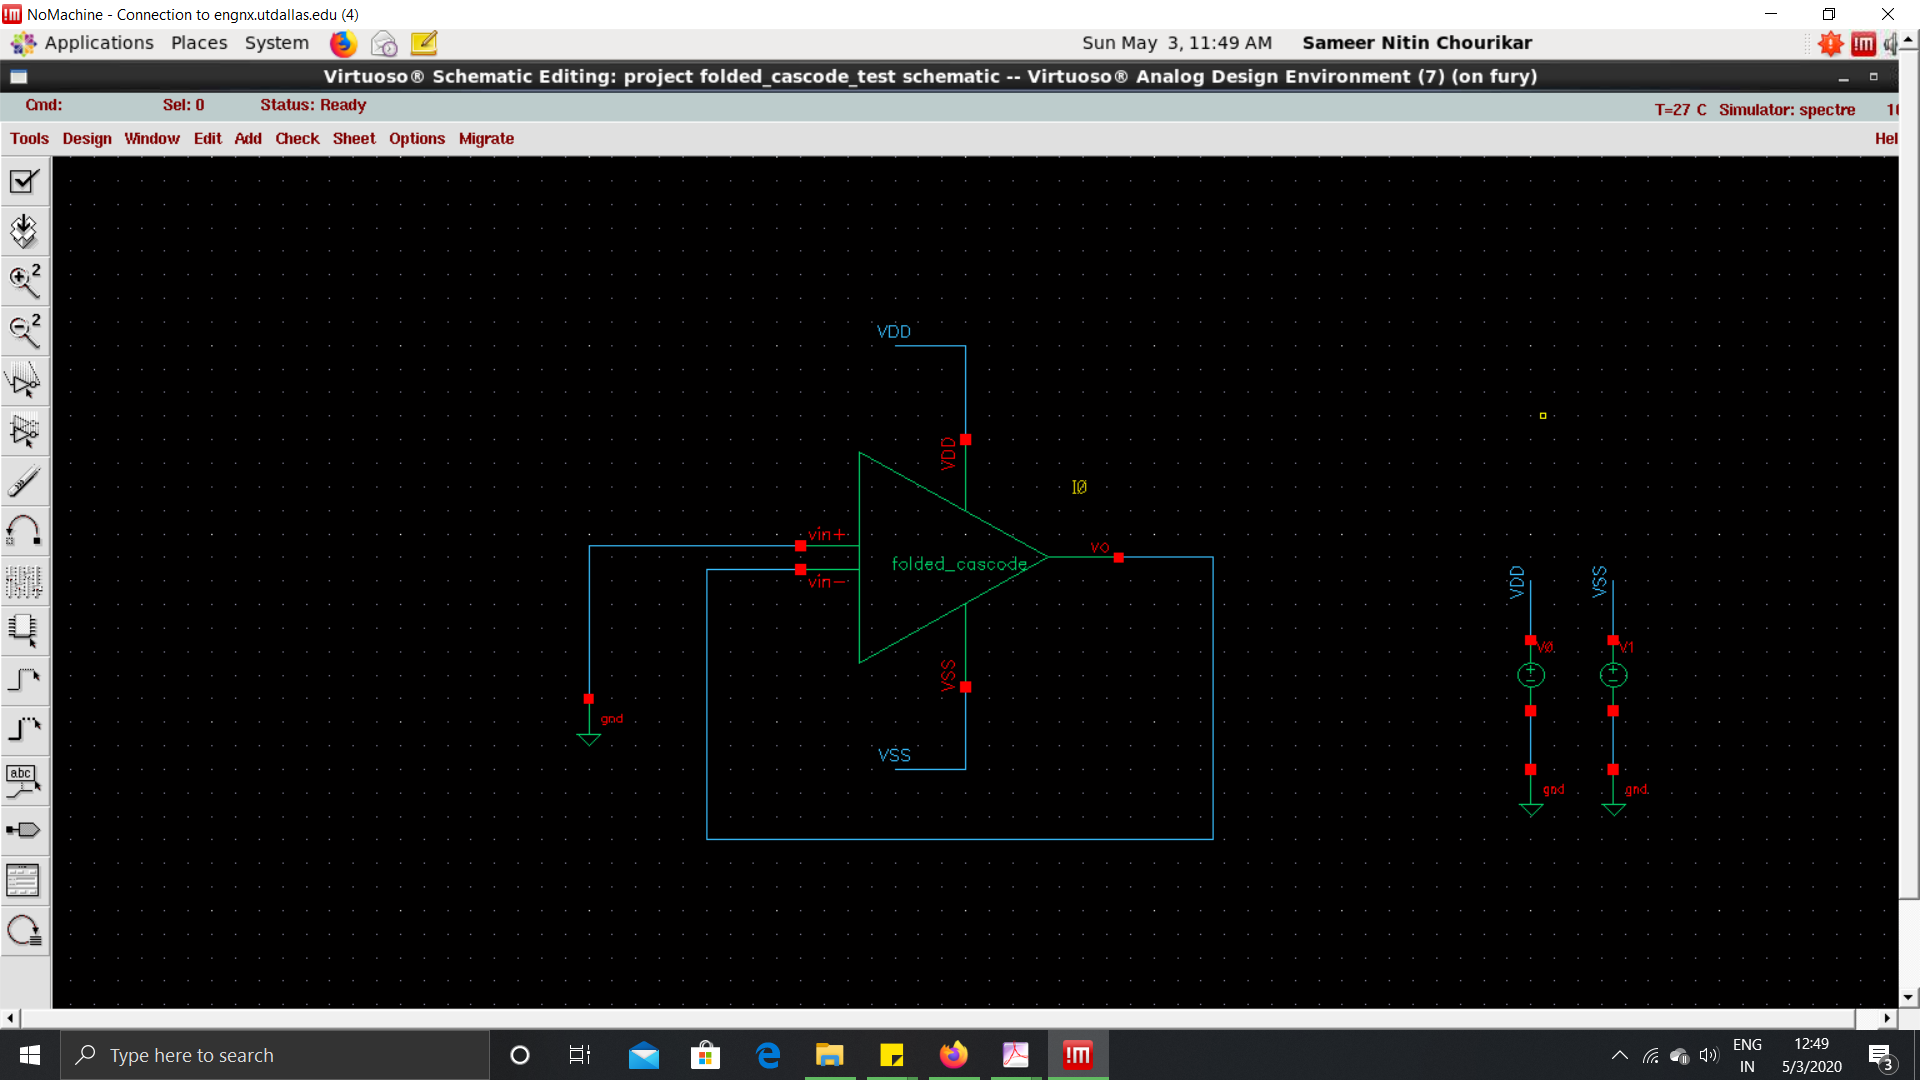 NoMachine - Connection to engnx.utdallas.edu (4)
Applications Places System Sun May 3, 11:49 AM Sameer Nitin Chourikar
Virtuoso® Schematic Editing: project folded_cascode_test schematic -- Virtuoso® Analog Design Environment (7) (on fury)
Cmd: Sel: 0 Status: Ready T=27 C Simulator: spectre
Tools Design Window Edit Add Check Sheet Options Migrate Hel
2
2
abc
VDD
VDD
I0
vin+
vo
folded_cascode
vin-
VDD VSS
V0 V1
VSS
gnd
VSS
gnd gnd
Type here to search
ENG
IN
12:49
5/3/2020
3